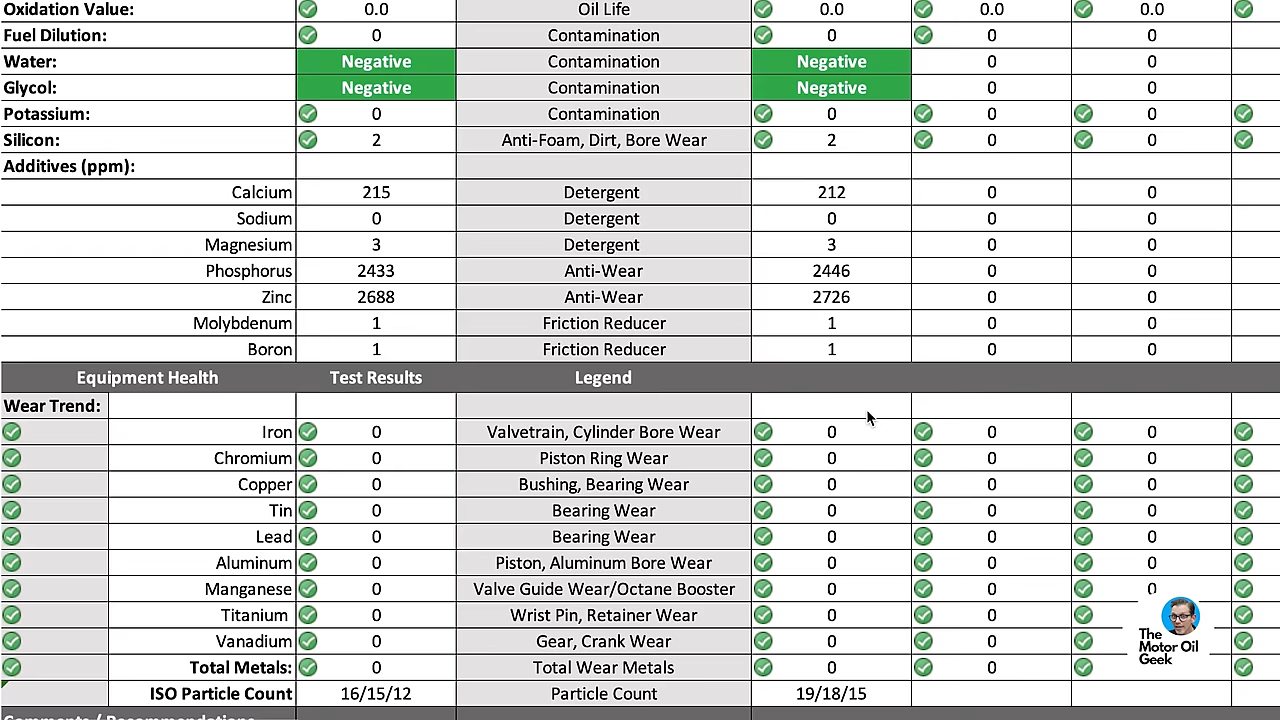 Oxidation Value: 0.0 Oil Life 0.0 0.0 0.0
Fuel Dilution: 0 Contamination 0 0 0
Water: Negative Contamination Negative 0 0
Glycol: Negative Contamination Negative 0 0
Potassium: 0 Contamination 0 0 0
Silicon: 2 Anti-Foam, Dirt, Bore Wear 2 0 0
Additives (ppm):
Calcium 215 Detergent 212 0 0
Sodium 0 Detergent 0 0 0
Magnesium 3 Detergent 3 0 0
Phosphorus 2433 Anti-Wear 2446 0 0
Zinc 2688 Anti-Wear 2726 0 0
Molybdenum 1 Friction Reducer 1 0 0
Boron 1 Friction Reducer 1 0 0
Equipment Health Test Results Legend
Wear Trend:
Iron 0 Valvetrain, Cylinder Bore Wear 0 0 0
Chromium 0 Piston Ring Wear 0 0 0
Copper 0 Bushing, Bearing Wear 0 0 0
Tin 0 Bearing Wear 0 0 0
Lead 0 Bearing Wear 0 0 0
Aluminum 0 Piston, Aluminum Bore Wear 0 0 0
Manganese 0 Valve Guide Wear/Octane Booster 0 0 0
Titanium 0 Wrist Pin, Retainer Wear 0 0
Vanadium 0 Gear, Crank Wear 0 0
Total Metals: 0 Total Wear Metals 0 0 0
ISO Particle Count 16/15/12 Particle Count 19/18/15
Comments / Recommendations
The
Motor Oil
Geek